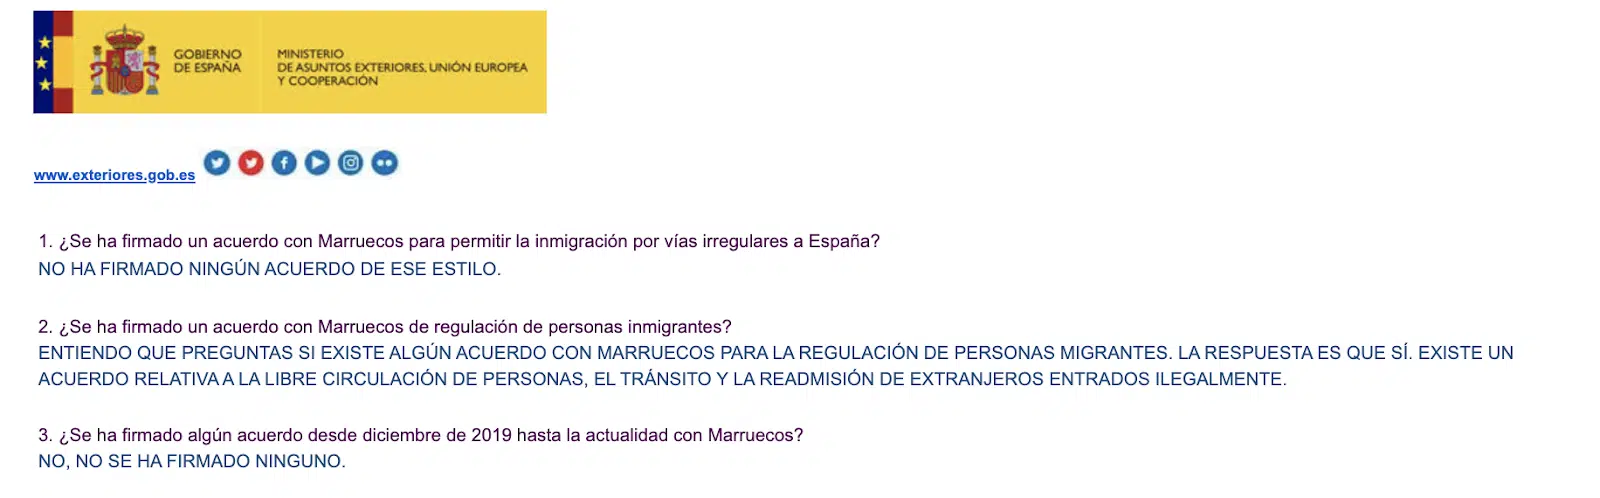 GOBIERNO
DE ESPAÑA
MINISTERIO
DE ASUNTOS EXTERIORES, UNIÓN EUROPEA
Y COOPERACIÓN
www.exteriores.gob.es
1. ¿Se ha firmado un acuerdo con Marruecos para permitir la inmigración por vías irregulares a España?
NO HA FIRMADO NINGÚN ACUERDO DE ESE ESTILO.
2. ¿Se ha firmado un acuerdo con Marruecos de regulación de personas inmigrantes?
ENTIENDO QUE PREGUNTAS SI EXISTE ALGÚN ACUERDO CON MARRUECOS PARA LA REGULACIÓN DE PERSONAS MIGRANTES. LA RESPUESTA ES QUE SÍ. EXISTE UN
ACUERDO RELATIVA A LA LIBRE CIRCULACIÓN DE PERSONAS, EL TRÁNSITO Y LA READMISIÓN DE EXTRANJEROS ENTRADOS ILEGALMENTE.
3. ¿Se ha firmado algún acuerdo desde diciembre de 2019 hasta la actualidad con Marruecos?
NO, NO SE HA FIRMADO NINGUNO.